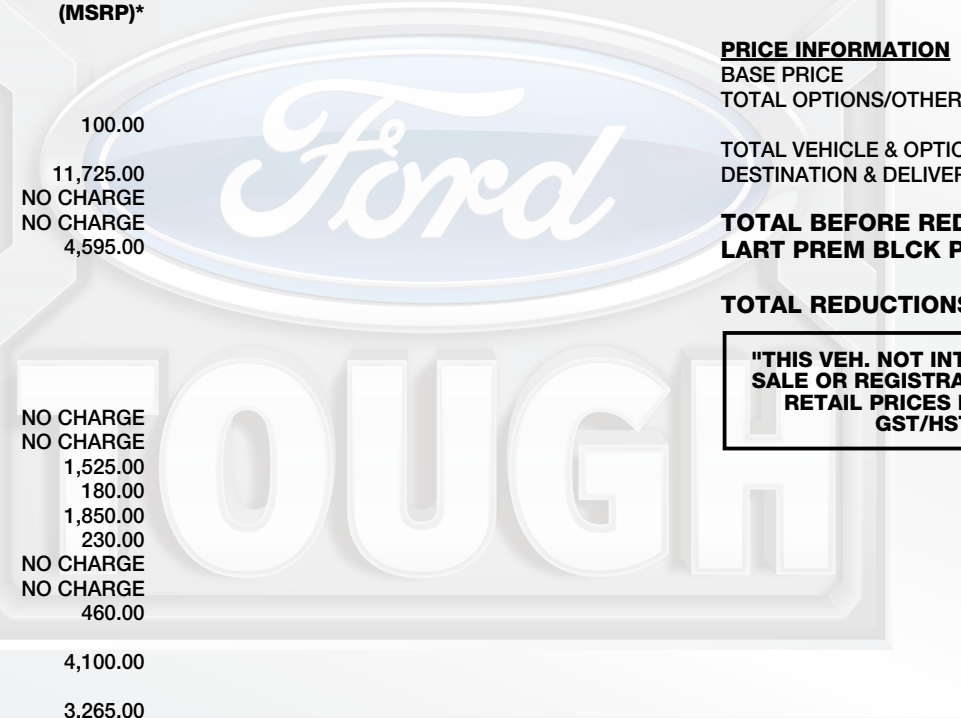 (MSRP)*
100.00
11,725.00
NO CHARGE
NO CHARGE
4,595.00
NO CHARGE
NO CHARGE
1,525.00
180.00
1,850.00
230.00
NO CHARGE
NO CHARGE
460.00
4,100.00
3,265.00
Ford
TOUGH
PRICE INFORMATION
BASE PRICE
TOTAL OPTIONS/OTHER
TOTAL VEHICLE & OPTIO
DESTINATION & DELIVER
TOTAL BEFORE RED
LART PREM BLCK P
TOTAL REDUCTIONS
"THIS VEH. NOT INT
SALE OR REGISTRA
RETAIL PRICES
GST/HST